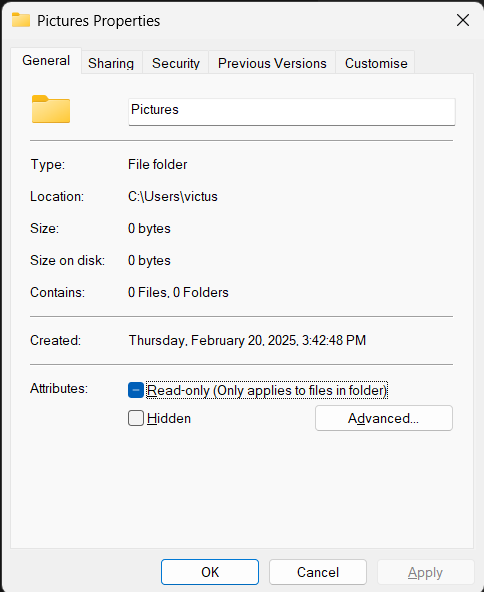 Pictures Properties
General Sharing Security Previous Versions Customise
Pictures
Type: File folder
Location: C:\Users\victus
Size: 0 bytes
Size on disk: 0 bytes
Contains: 0 Files, 0 Folders
Created: Thursday, February 20, 2025, 3:42:48 PM
Attributes: Read-only (Only applies to files in folder)
Hidden Advanced...
OK Cancel Apply